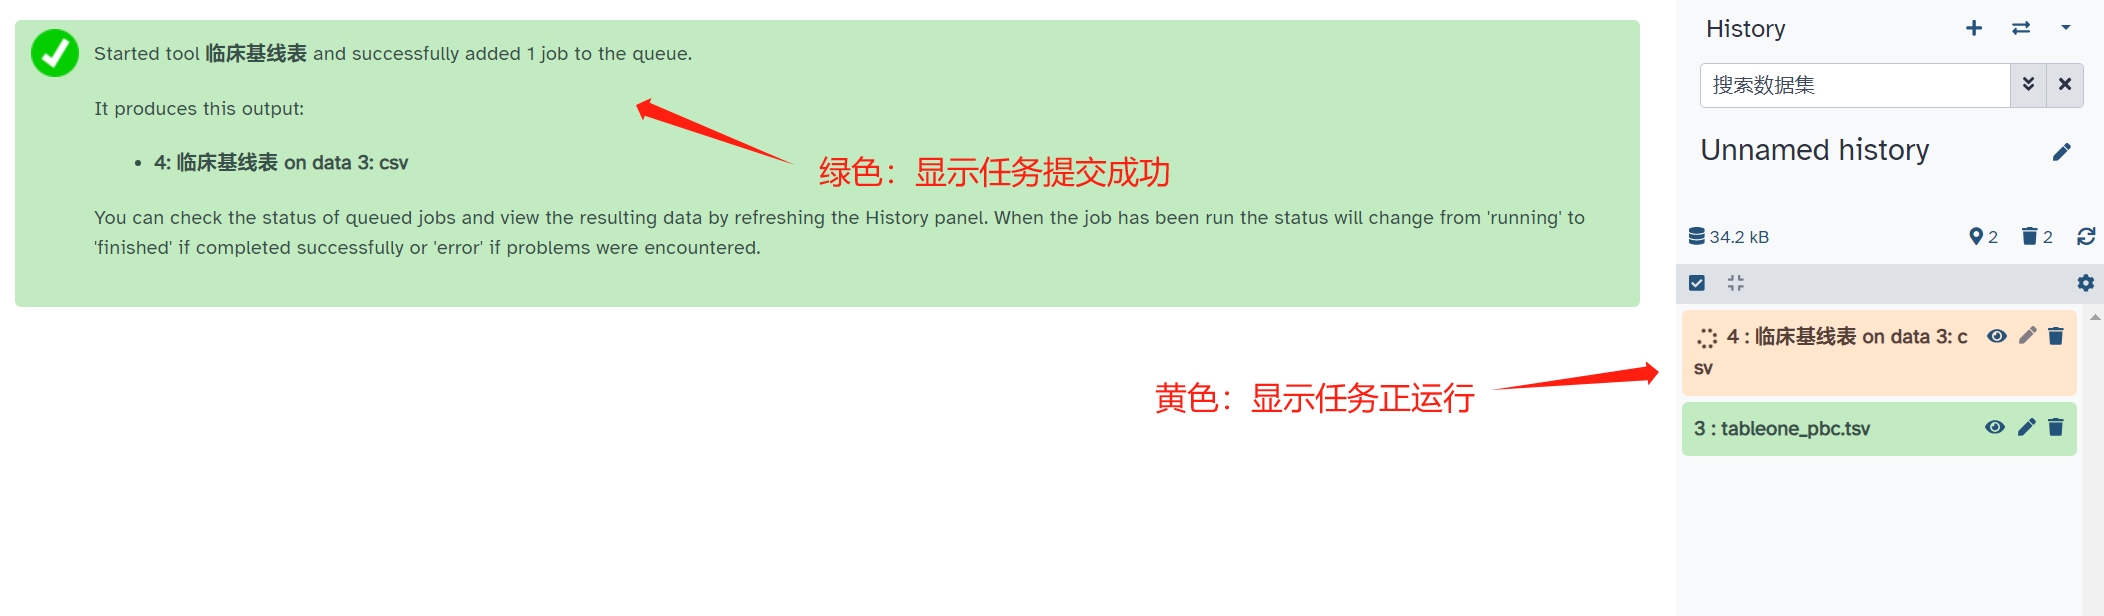 Started tool 临床基线表 and successfully added 1 job to the queue.
It produces this output:
• 4: 临床基线表 on data 3: csv
绿色：显示任务提交成功
You can check the status of queued jobs and view the resulting data by refreshing the History panel. When the job has been run the status will change from 'running' to
'finished' if completed successfully or 'error' if problems were encountered.
黄色：显示任务正运行
History
搜索数据集
Unnamed history
34.2 kB
2
2
4 : 临床基线表 on data 3: c
sv
3 : tableone_pbc.tsv